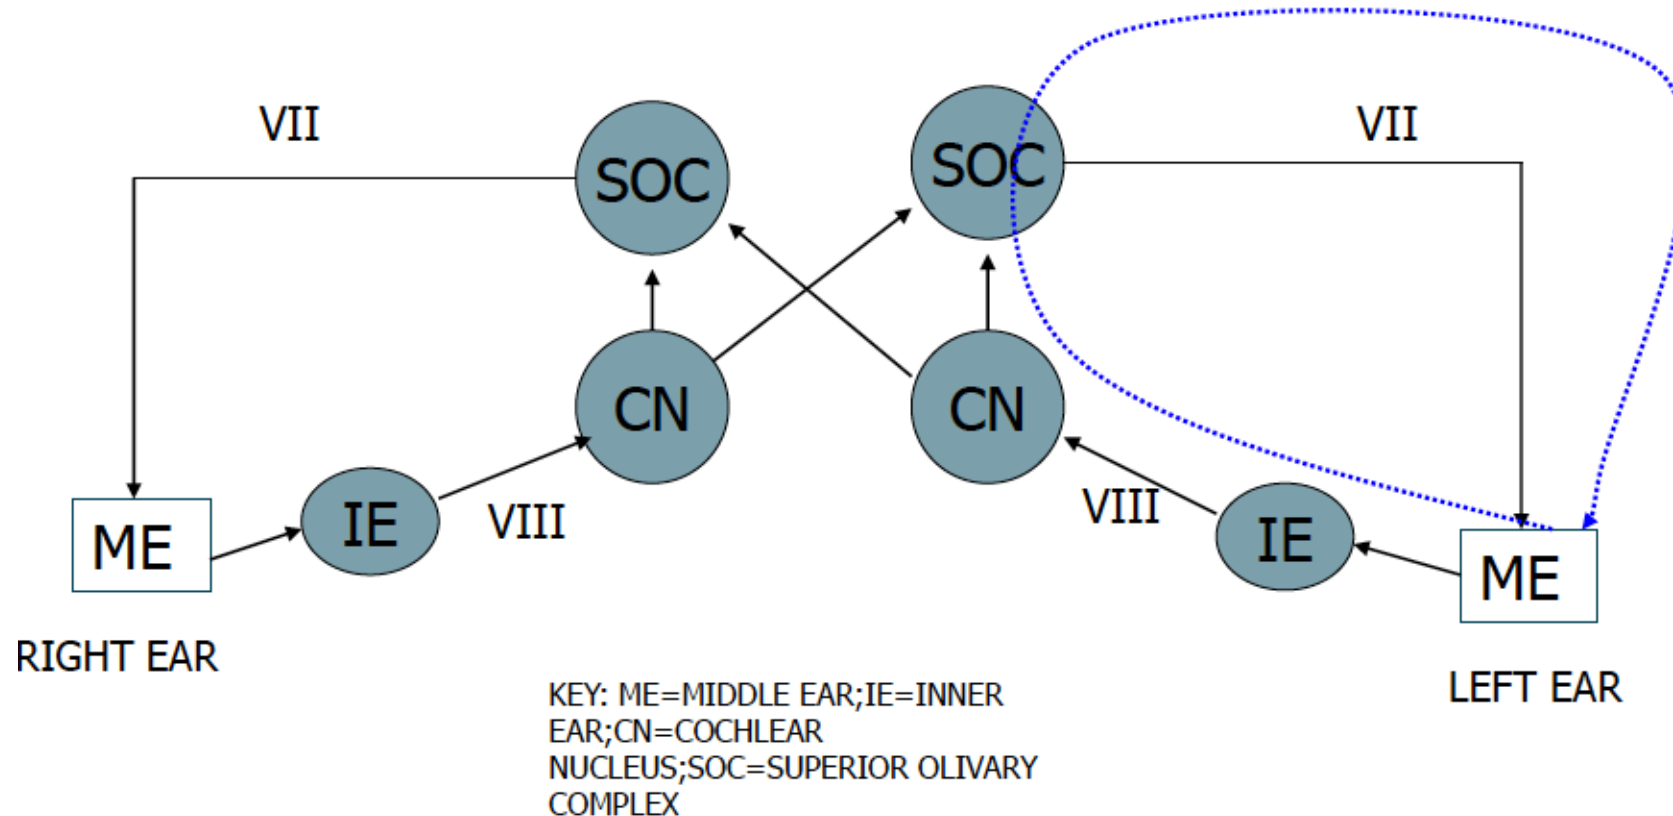 VII
VII
SOC
SOC
CN
CN
IE
VIII
VIII
IE
ME
ME
RIGHT EAR
LEFT EAR
KEY: ME=MIDDLE EAR;IE=INNER
EAR;CN=COCHLEAR
NUCLEUS;SOC=SUPERIOR OLIVARY
COMPLEX